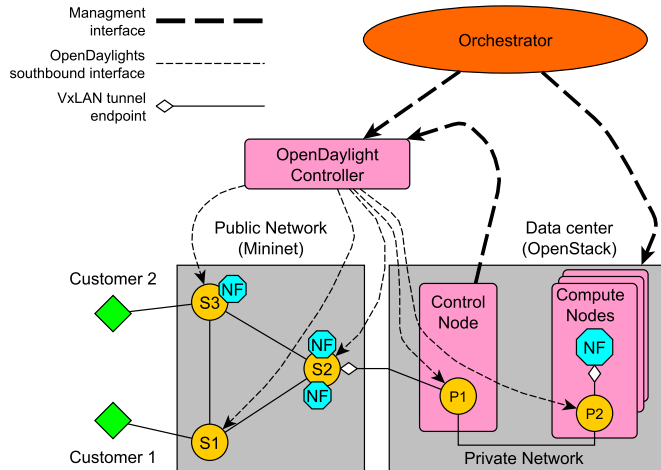 Managment
interface
OpenDaylights
southbound interface
VxLAN tunnel
endpoint
Orchestrator
OpenDaylight
Controller
Public Network
(Mininet)
Data center
(OpenStack)
Customer 2
S3
NF
NF
S2
NF
Control
Node
Compute
Nodes
NF
P1
P2
S1
Customer 1
Private Network